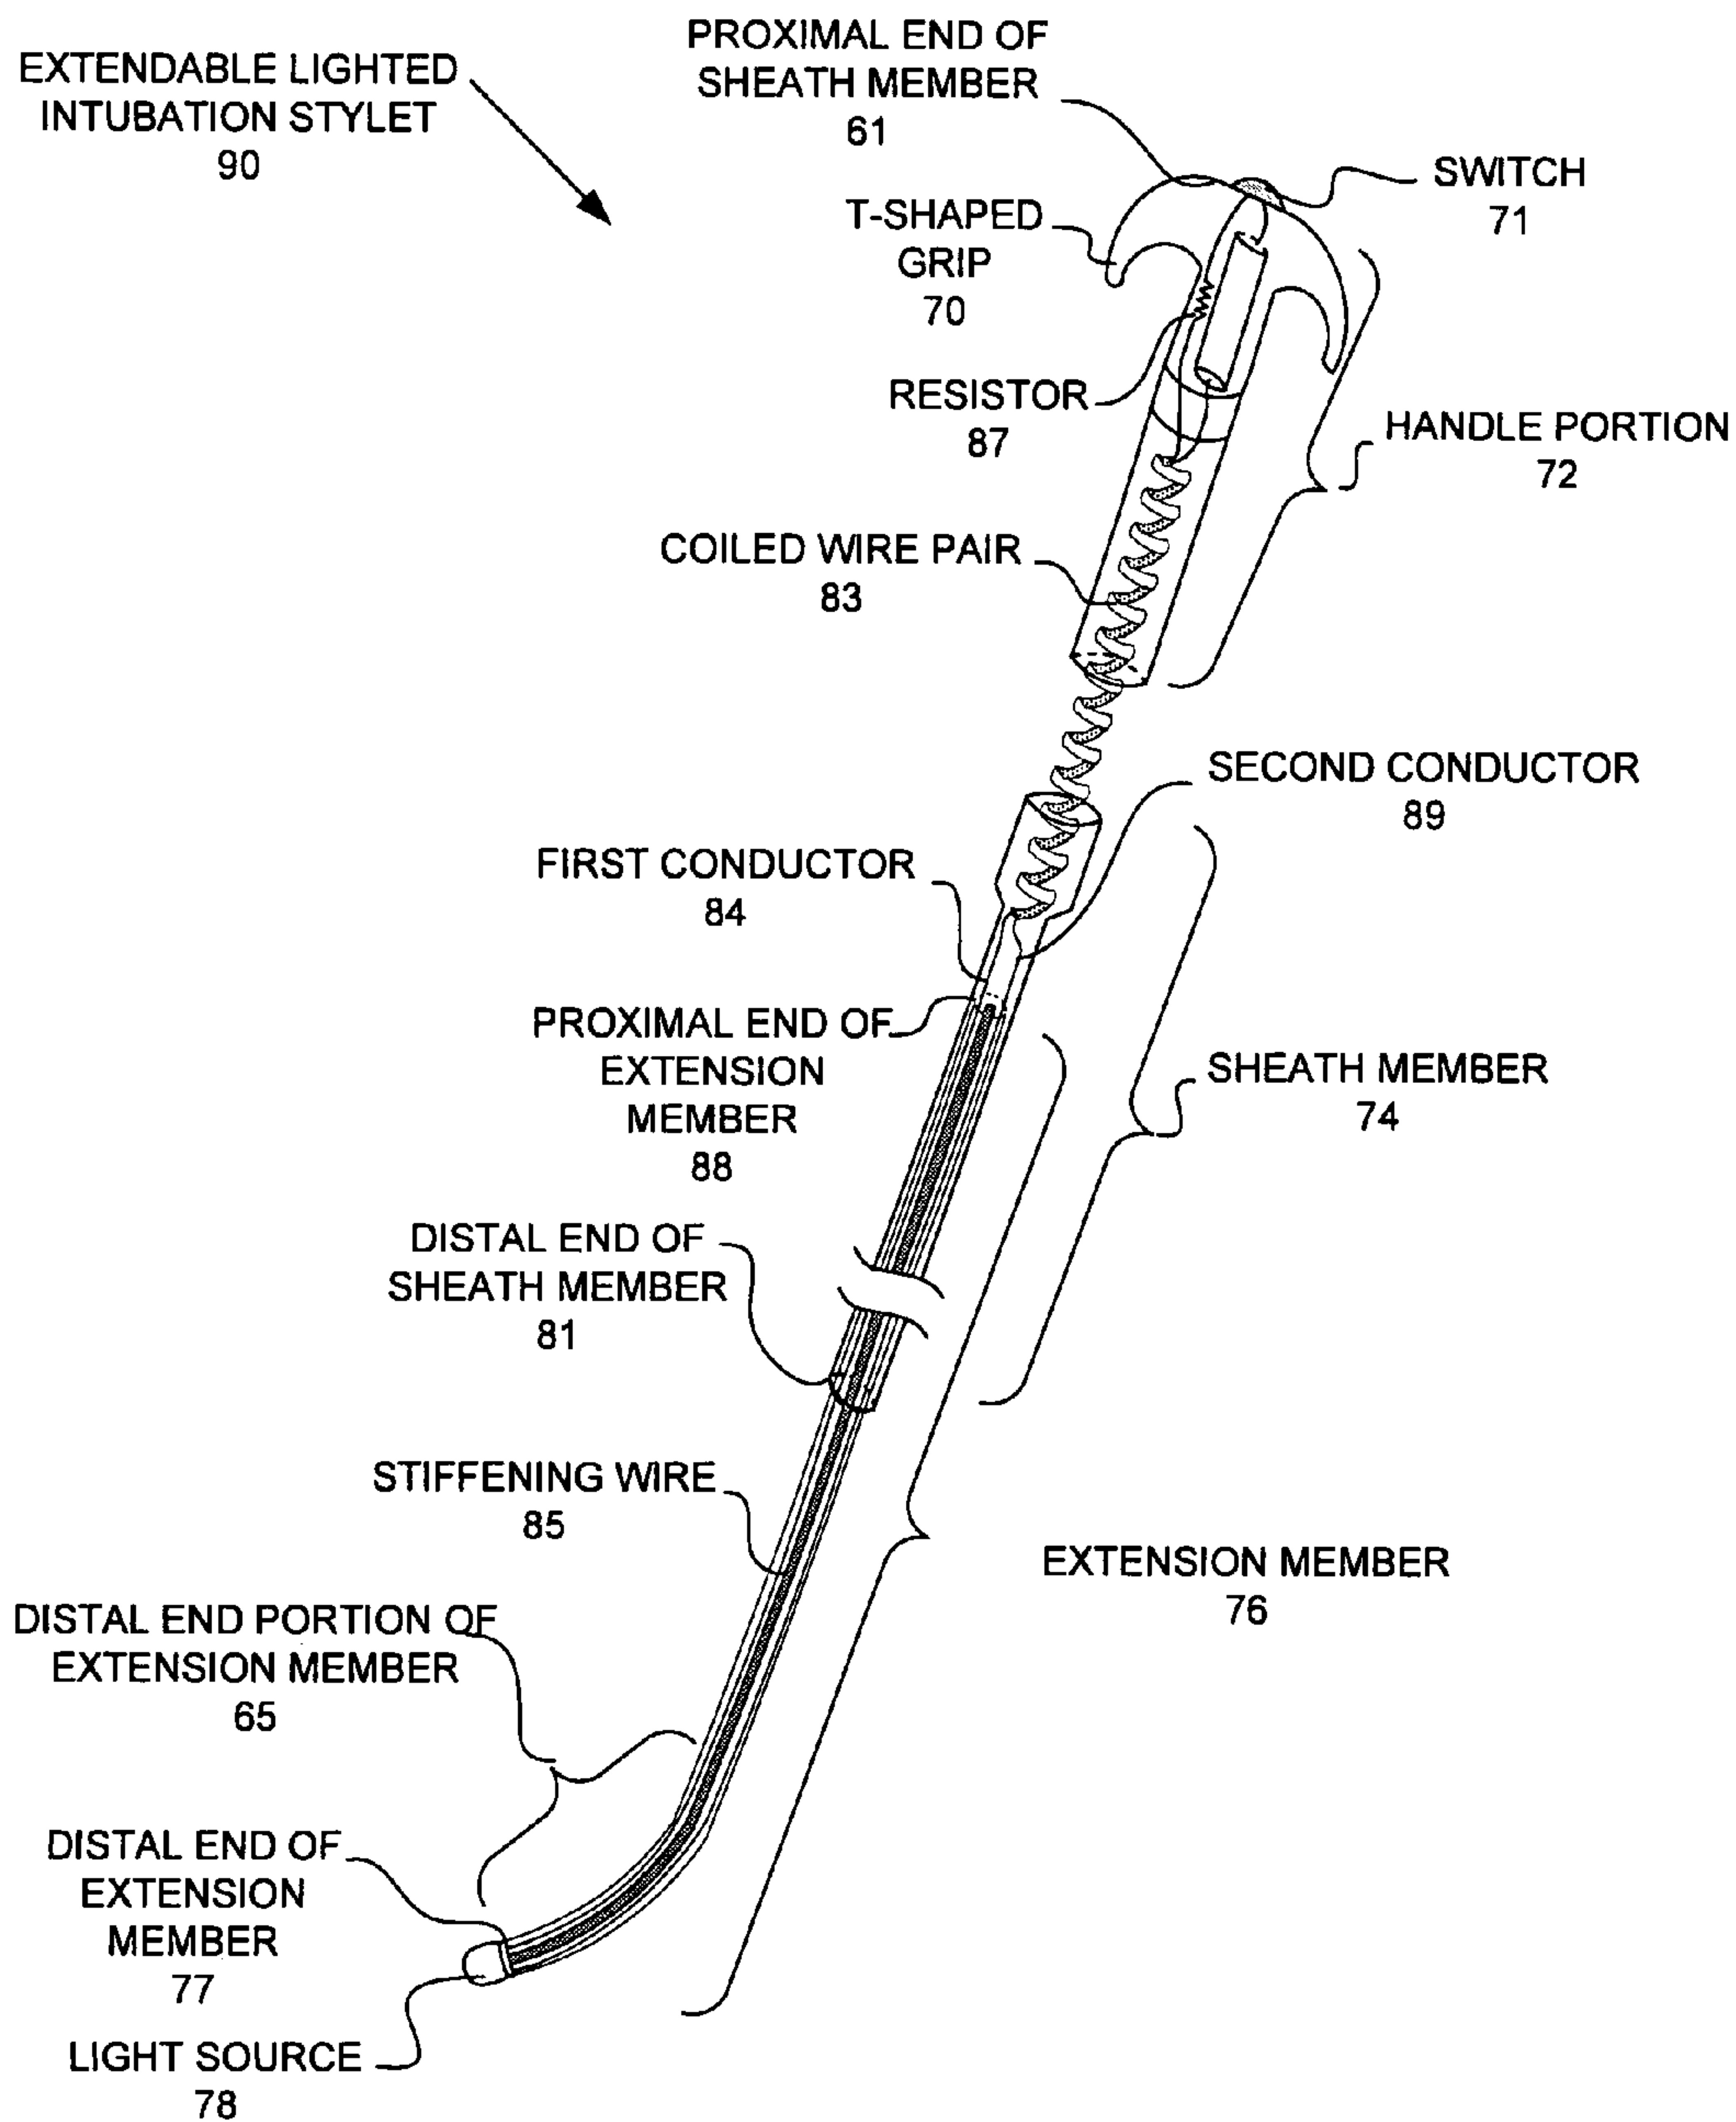 EXTENDABLE LIGHTED
INTUBATION STYLET
90
PROXIMAL END OF
SHEATH MEMBER
61
SWITCH
71
T-SHAPED
GRIP
70
RESISTOR
87
HANDLE PORTION
72
COILED WIRE PAIR
83
SECOND CONDUCTOR
89
FIRST CONDUCTOR
84
PROXIMAL END OF
EXTENSION
MEMBER
88
SHEATH MEMBER
74
DISTAL END OF
SHEATH MEMBER
81
STIFFENING WIRE
85
EXTENSION MEMBER
76
DISTAL END PORTION OF
EXTENSION MEMBER
65
DISTAL END OF
EXTENSION
MEMBER
77
LIGHT SOURCE
78